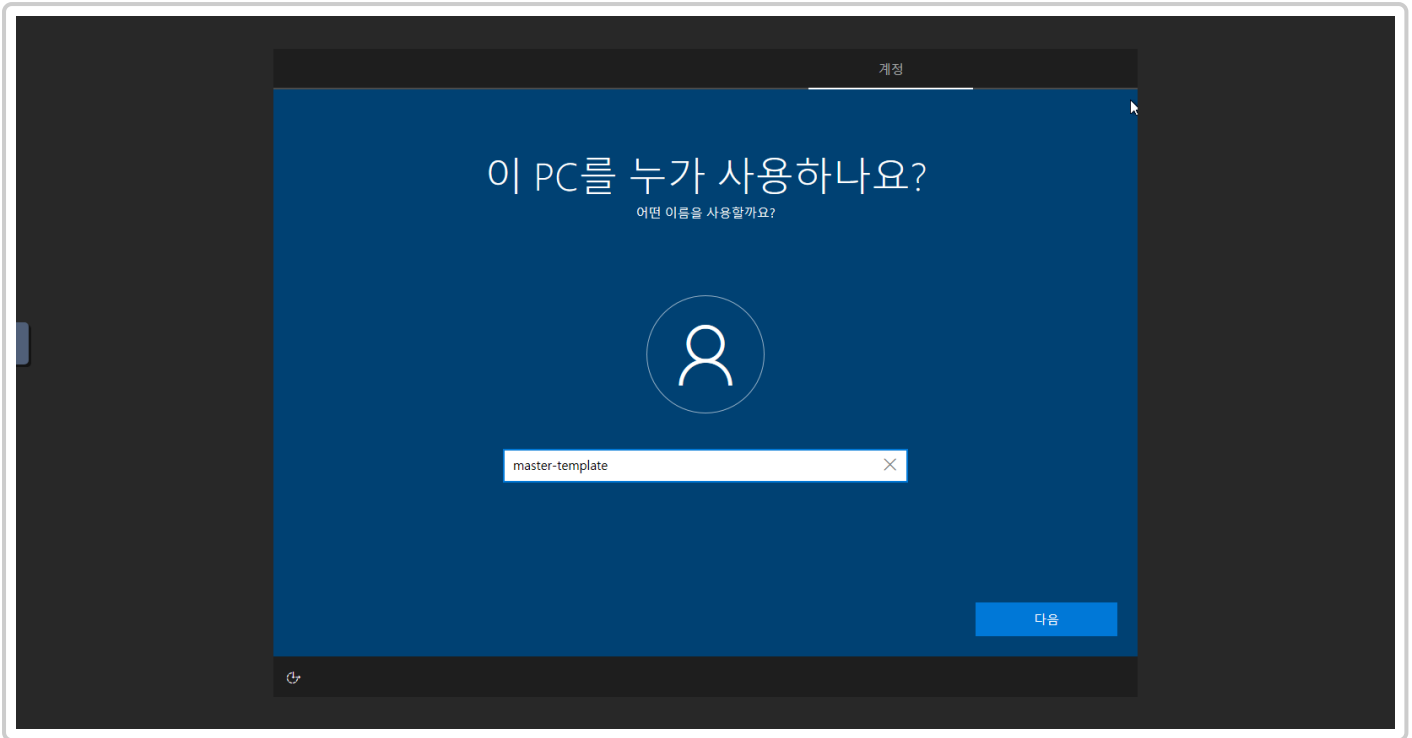 계정
이 PC를 누가 사용하나요?
어떤 이름을 사용할까요?
master-template
다음